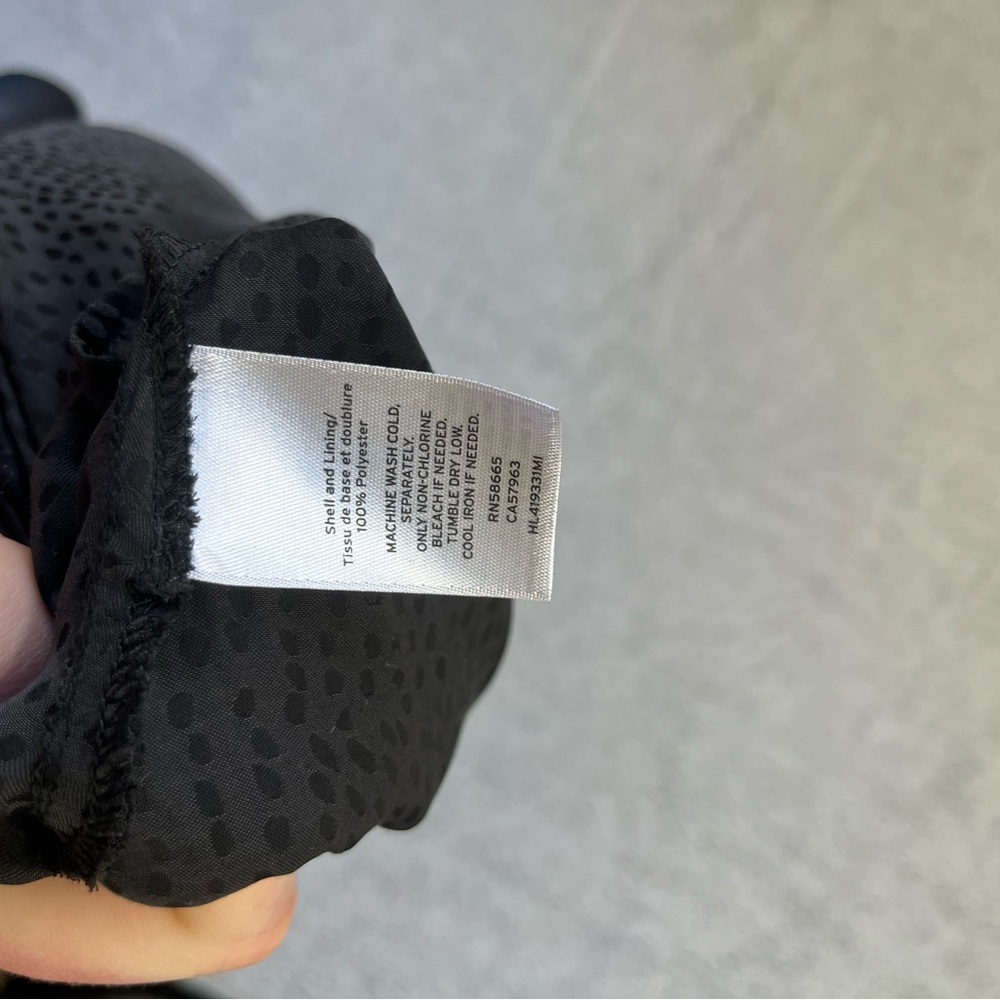 Shell and Lining/
Tissu de base et doublure
100% Polyester
MACHINE WASH COLD,
SEPARATELY.
ONLY NON-CHLORINE
BLEACH IF NEEDED.
TUMBLE DRY LOW.
COOL IRON IF NEEDED.
RN58665
CA57963
HL419331MI